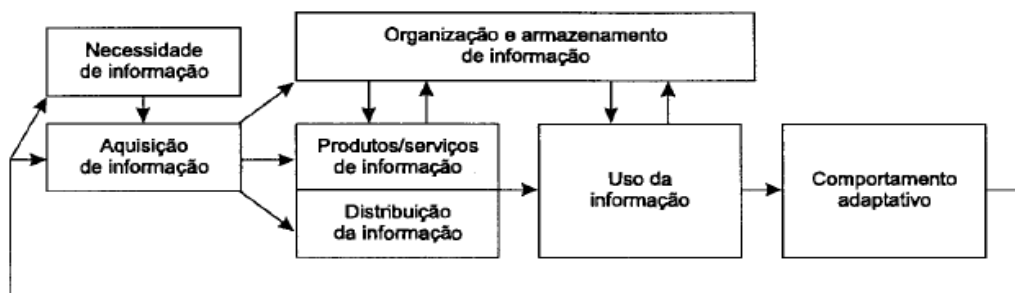 Necessidade
de informação
Organização e armazenamento
de informação
Aquisição
de informação
Produtos/serviços
de informação
Distribuição
da informação
Uso da
informação
Comportamento
adaptativo